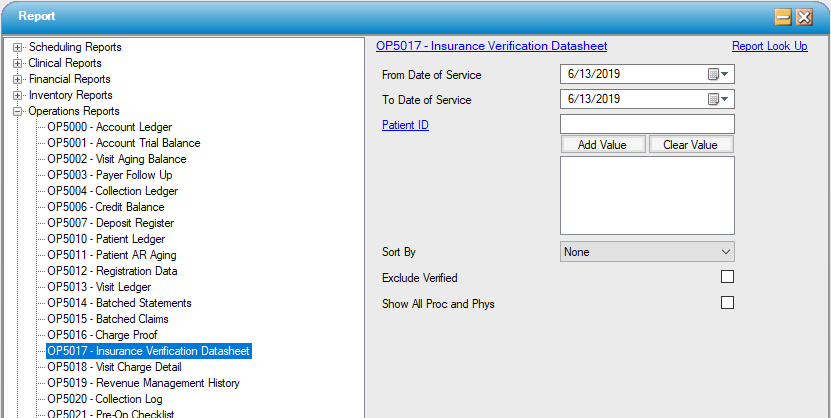 Report
Scheduling Reports
Clinical Reports
Financial Reports
Inventory Reports
Operations Reports
OP5000 - Account Ledger
OP5001 - Account Trial Balance
OP5002 - Visit Aging Balance
OP5003 - Payer Follow Up
OP5004 - Collection Ledger
OP5006 - Credit Balance
OP5007 - Deposit Register
OP5010 - Patient Ledger
OP5011 - Patient AR Aging
OP5012 - Registration Data
OP5013 - Visit Ledger
OP5014 - Batched Statements
OP5015 - Batched Claims
OP5016 - Charge Proof
OP5017 - Insurance Verification Datasheet
OP5018 - Visit Charge Detail
OP5019 - Revenue Management History
OP5020 - Collection Log
OP5021 - Pre-Op Checklist
OP5017 - Insurance Verification Datasheet Report Look Up
From Date of Service 6/13/2019
To Date of Service 6/13/2019
Patient ID
Add Value Clear Value
Sort By None
Exclude Verified
Show All Proc and Phys